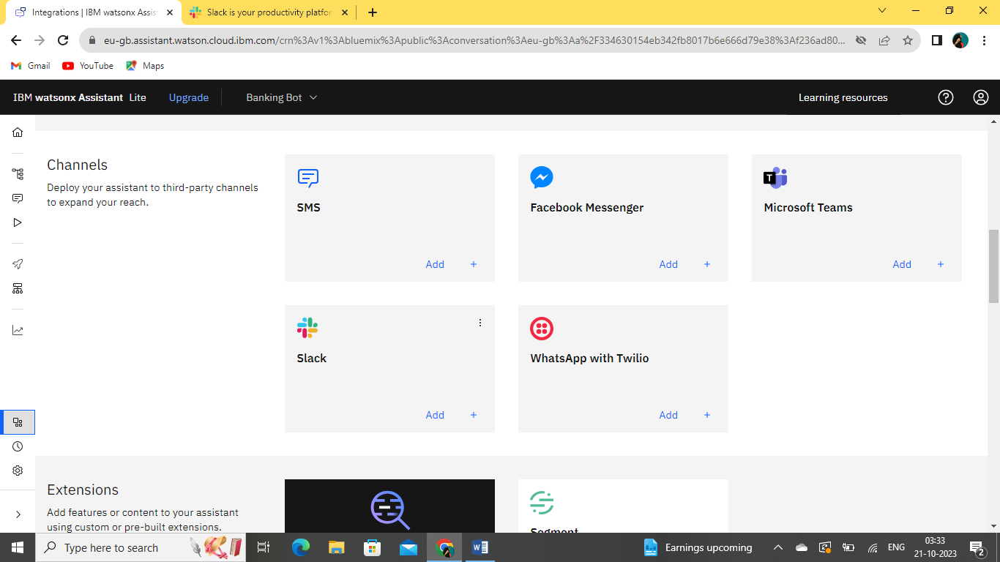 Integrations | IBM watsonx Assis
Slack is your productivity platfor
eu-gb.assistant.watson.cloud.ibm.com/crn%3Av1%3Abluemix%3Apublic%3Aconversation%3Aeu-gb%3Aa%2F334630154eb342fb8017b6e666d79e38%3Af236ad80...
Gmail YouTube Maps
IBM watsonx Assistant Lite Upgrade Banking Bot Learning resources
Channels
Deploy your assistant to third-party channels
to expand your reach.
SMS
Add +
Facebook Messenger
Add +
T
Microsoft Teams
Add +
Slack
Add +
WhatsApp with Twilio
Add +
Extensions
Add features or content to your assistant
using custom or pre-built extensions.
Segment
Type here to search
W
Earnings upcoming
ENG
03:33
21-10-2023
2